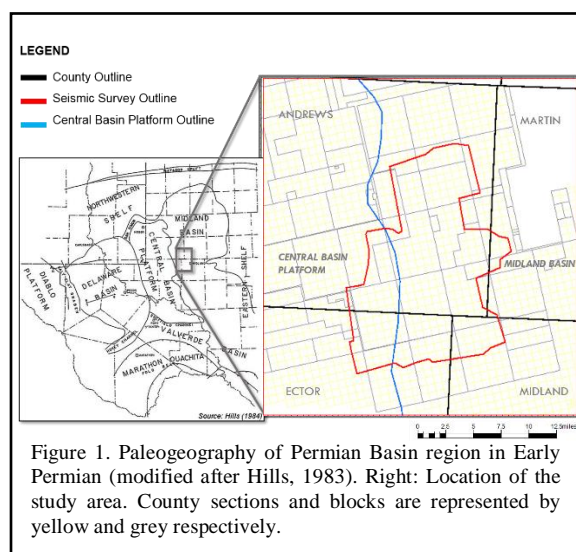 LEGEND
County Outline
Seismic Survey Outline
Central Basin Platform Outline
ANDREWS
MARTIN
CENTRAL BASIN
PLATFORM
MIDLAND BASIN
ECTOR
MIDLAND
NORTHWESTERN
SHELF
MIDLAND
BASIN
CENTRAL BASIN
PLATFORM
DELAWARE
BASIN
DIABLO
PLATFORM
EASTERN SHELF
VALVERDE
BASIN
MARATHON
OUACHITA
Source: Hills (1984)
0 1.25 2.5 5 7.5 10 12.5 miles
Figure 1. Paleogeography of Permian Basin region in Early
Permian (modified after Hills, 1983). Right: Location of the
study area. County sections and blocks are represented by
yellow and grey respectively.